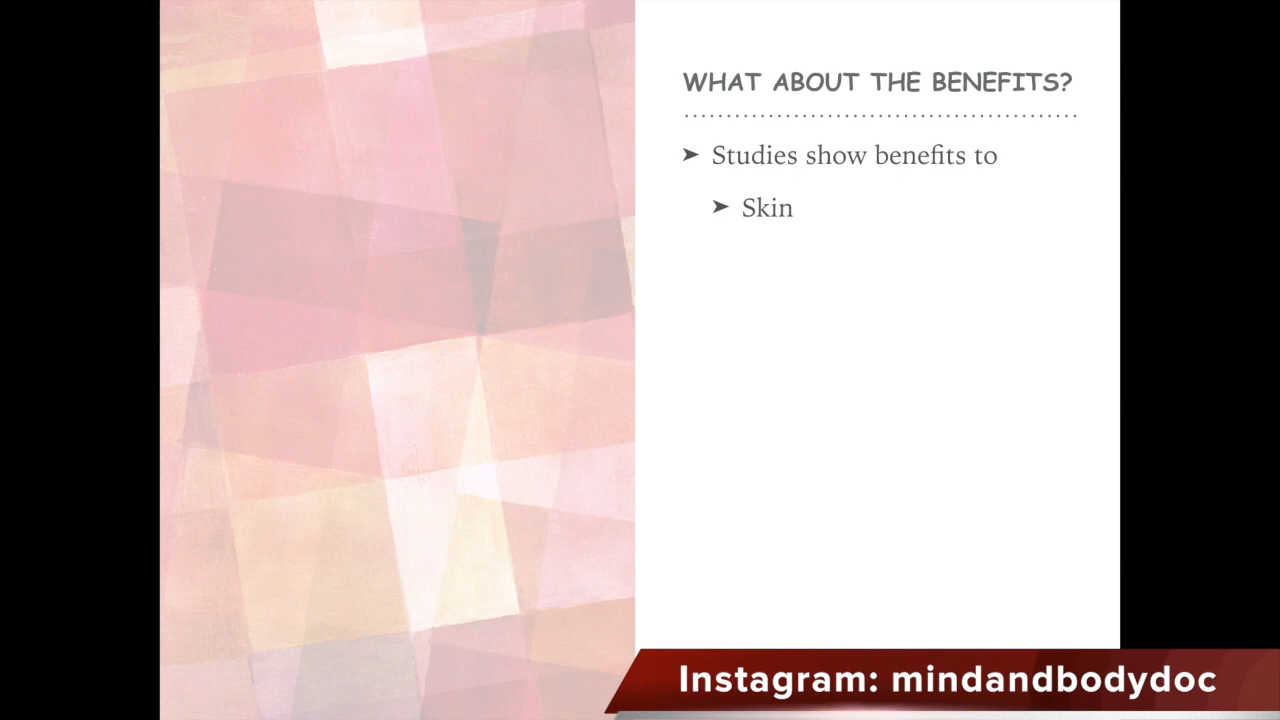 WHAT ABOUT THE BENEFITS?
➤ Studies show benefits to
➤ Skin
Instagram: mindandbodydoc